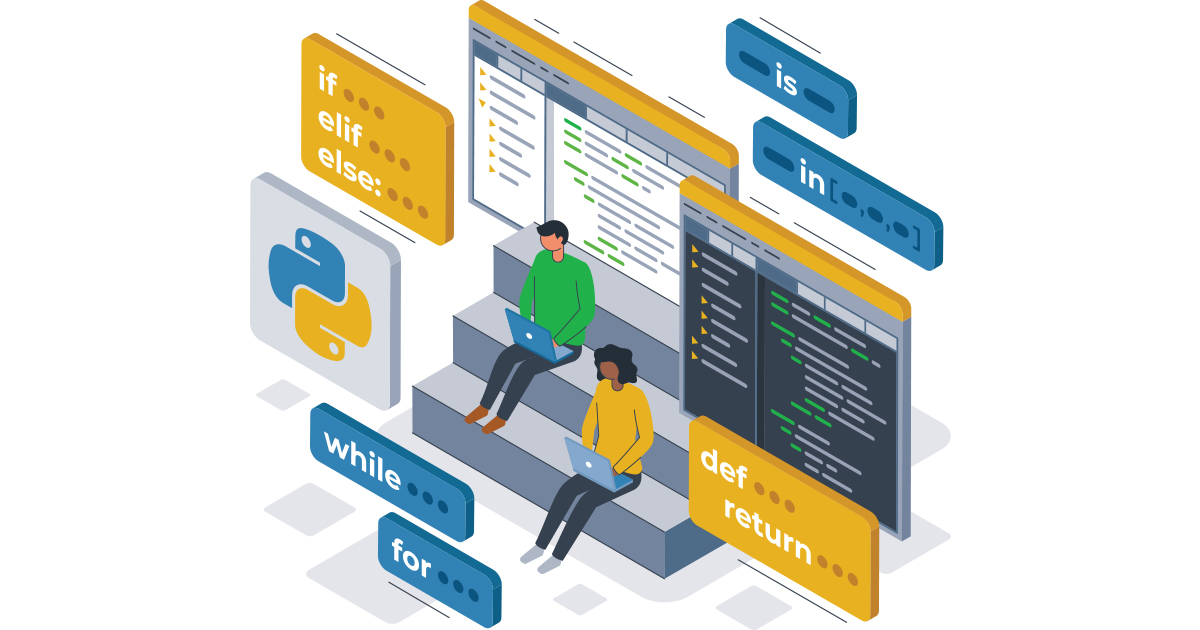 if •••
elif •••
else: •••
is
in [•,•,•]
while •••
for •••
def •••
return •••